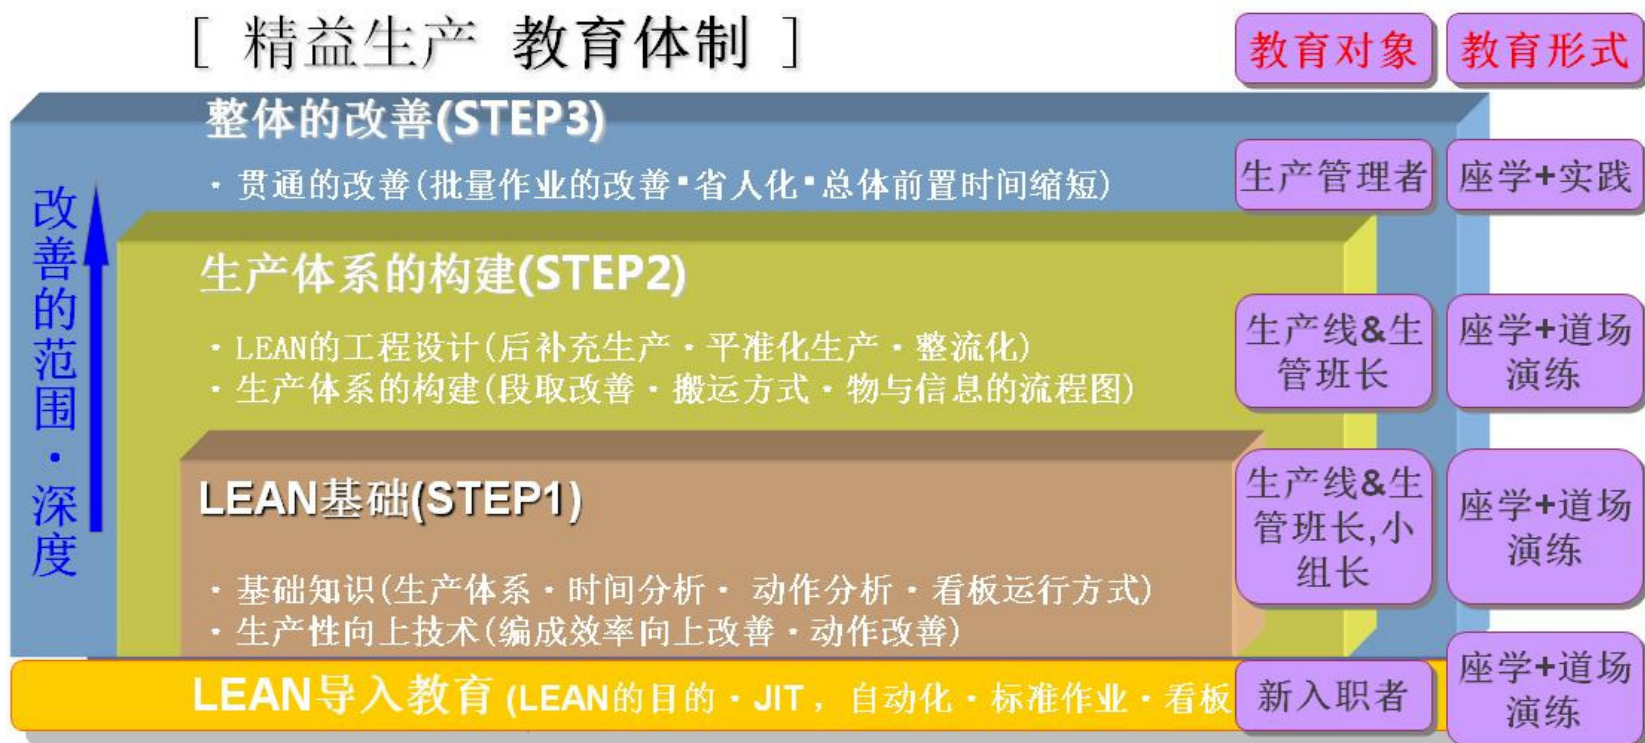 [ 精益生产 教育体制 ]
教育对象
教育形式
整体的改善(STEP3)
・贯通的改善(批量作业的改善▪省人化▪总体前置时间缩短)
生产管理者
座学+实践
改善的范围・深度
生产体系的构建(STEP2)
・LEAN的工程设计(后补充生产・平准化生产・整流化)
・生产体系的构建(段取改善・搬运方式・物与信息的流程图)
生产线&生
管班长
座学+道场
演练
LEAN基础(STEP1)
・基础知识(生产体系・时间分析・ 动作分析・看板运行方式)
・生产性向上技术(编成效率向上改善・动作改善)
生产线&生
管班长,小
组长
座学+道场
演练
LEAN导入教育 (LEAN的目的・JIT ，自动化・标准作业・看板
新入职者
座学+道场
演练